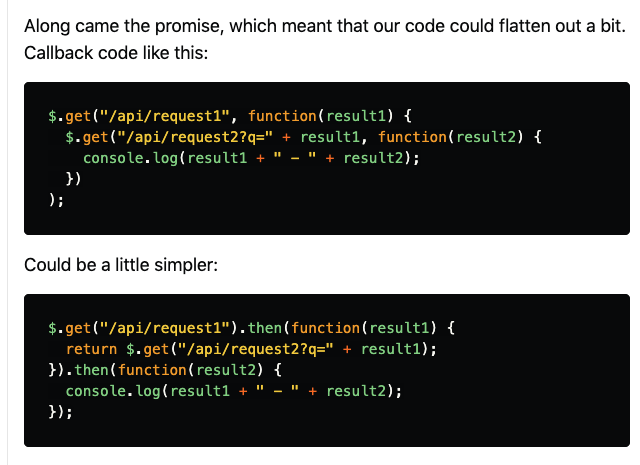 Along came the promise, which meant that our code could flatten out a bit.
Callback code like this:
$.get("/api/request1", function(result1) {
  $.get("/api/request2?q=" + result1, function(result2) {
    console.log(result1 + " - " + result2);
  })
);
Could be a little simpler:
$.get("/api/request1").then(function(result1) {
  return $.get("/api/request2?q=" + result1);
}).then(function(result2) {
  console.log(result1 + " - " + result2);
});